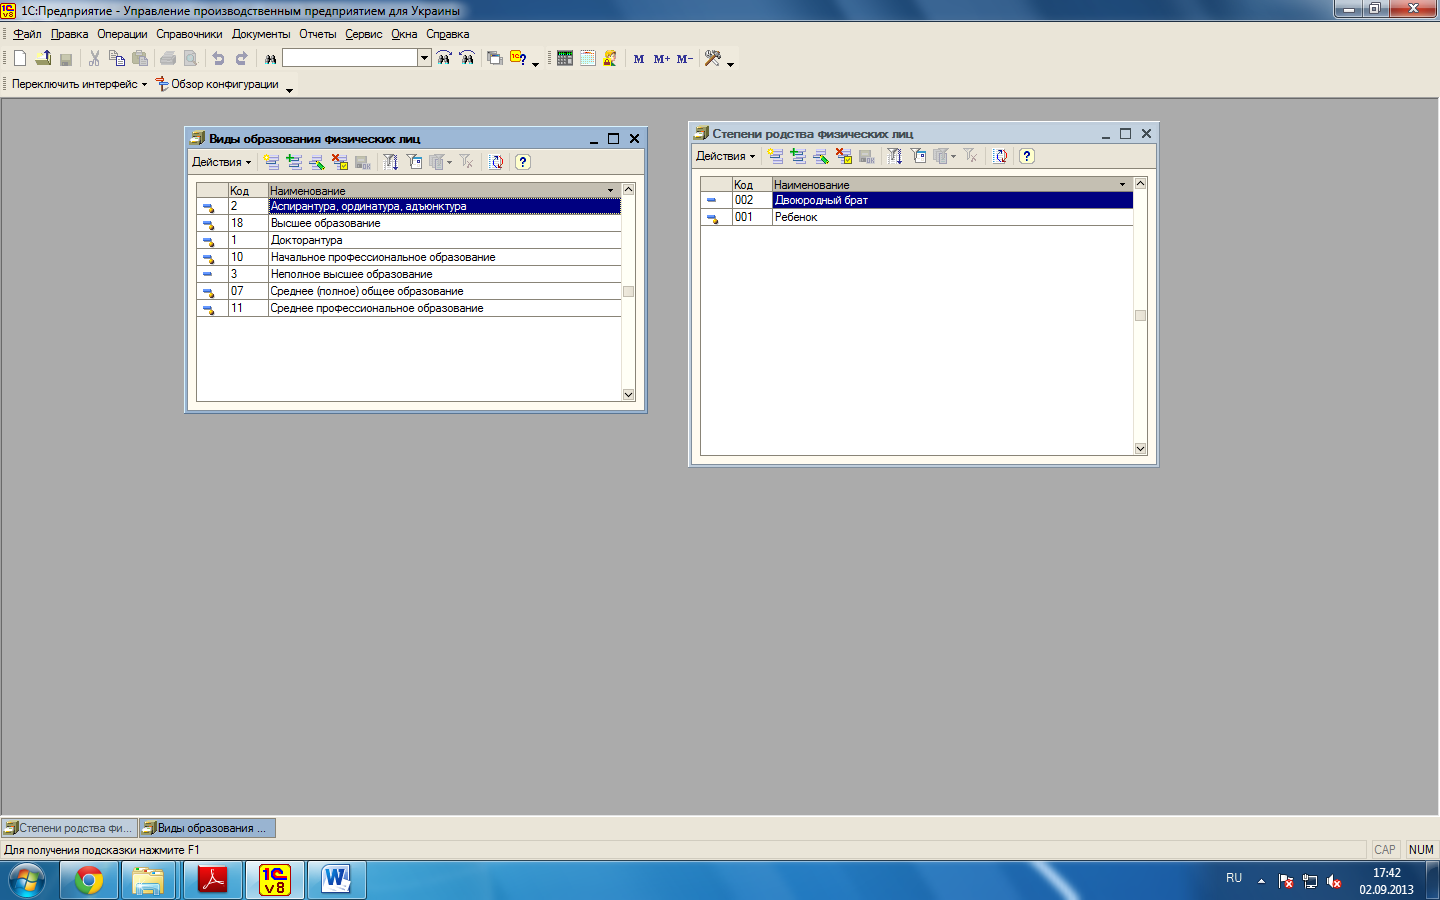 1С:Предприятие - Управление производственным предприятием для Украины
Файл Правка Операции Справочники Документы Отчеты Сервис Окна Справка
M M+ M-
Переключить интерфейс Обзор конфигурации
Виды образования физических лиц
Действия
Код Наименование
2 Аспирантура, ординатура, адъюнктура
18 Высшее образование
1 Докторантура
10 Начальное профессиональное образование
3 Неполное высшее образование
07 Среднее (полное) общее образование
11 Среднее профессиональное образование
Степени родства физических лиц
Действия
Код Наименование
002 Двоюродный брат
001 Ребенок
Степени родства фи... Виды образования ...
Для получения подсказки нажмите F1
CAP NUM
1С v8
RU
17:42
02.09.2013